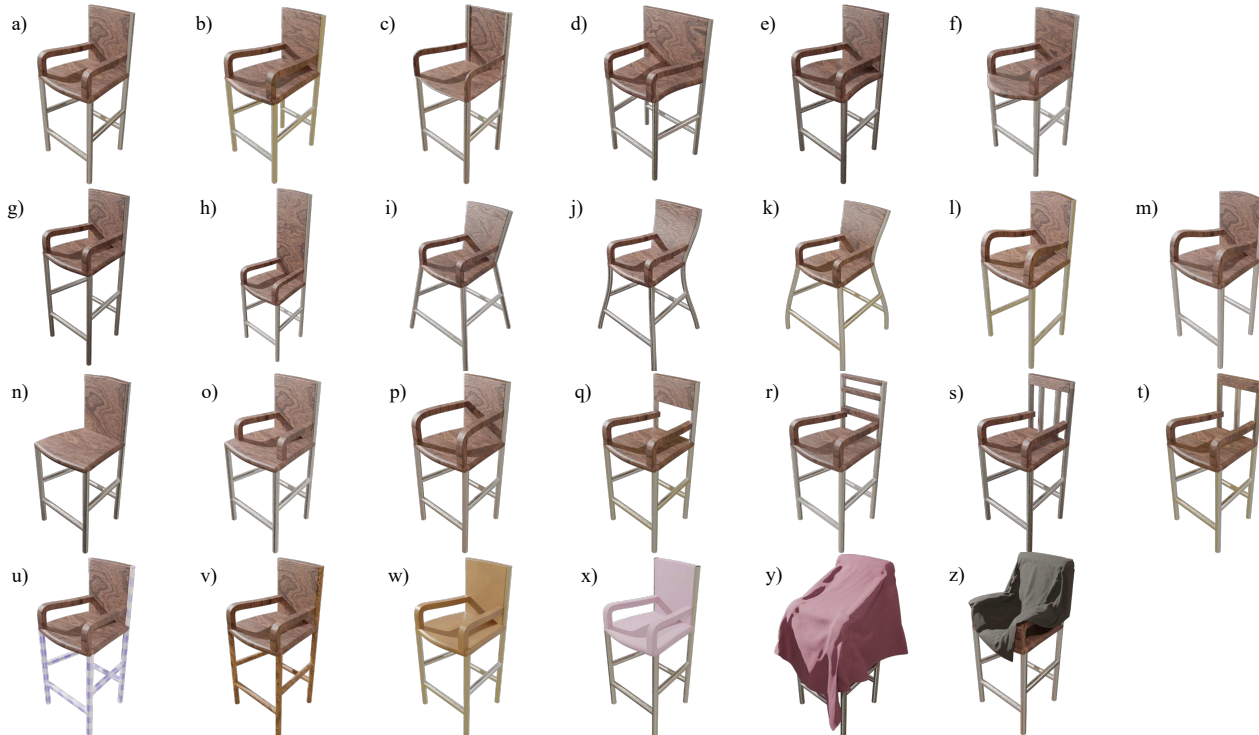 a) b) c) d) e) f)
g) h) i) j) k) l) m)
n) o) p) q) r) s) t)
u) v) w) x) y) z)